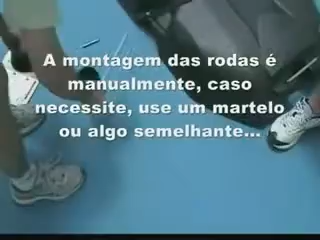 A montagem das rodas é
manualmente, caso
necessite, use um martelo
ou algo semelhante...